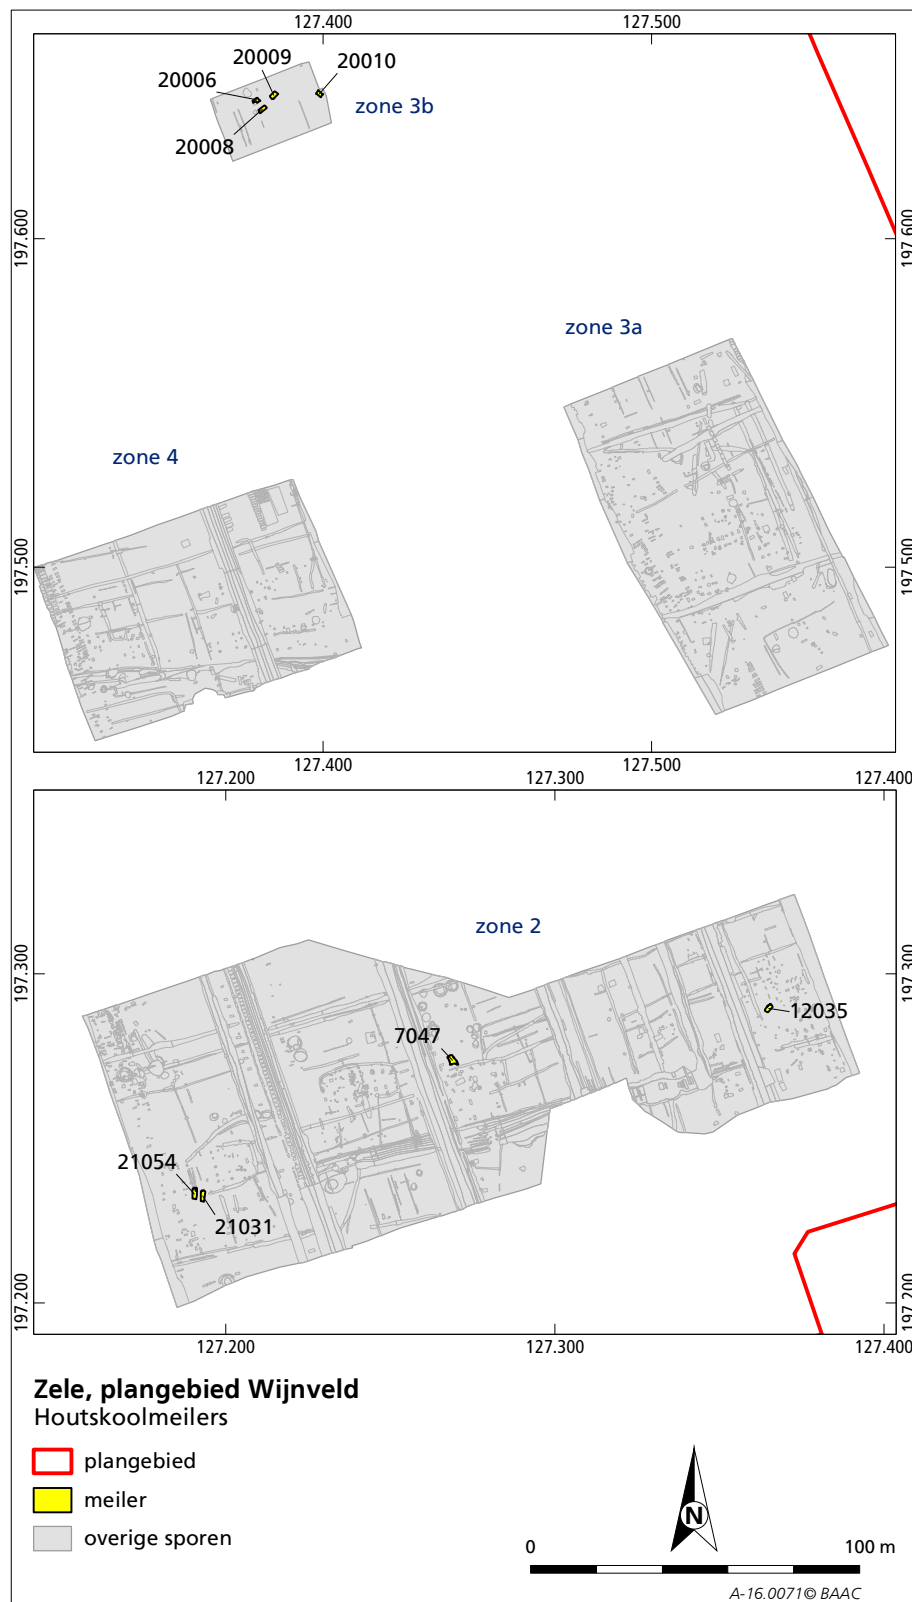 127.400 127.500
20009
20006
20010
zone 3b
20008
197.600 197.600
zone 3a
zone 4
197.500 197.500
127.400 127.500
127.200 127.300 127.400
zone 2
197.300 197.300
12035
7047
21054
21031
197.200 197.200
127.200 127.300 127.400
Zele, plangebied Wijnveld
Houtskoolmeilers
plangebied
meiler
overige sporen
N
0 100 m
A-16.0071© BAAC